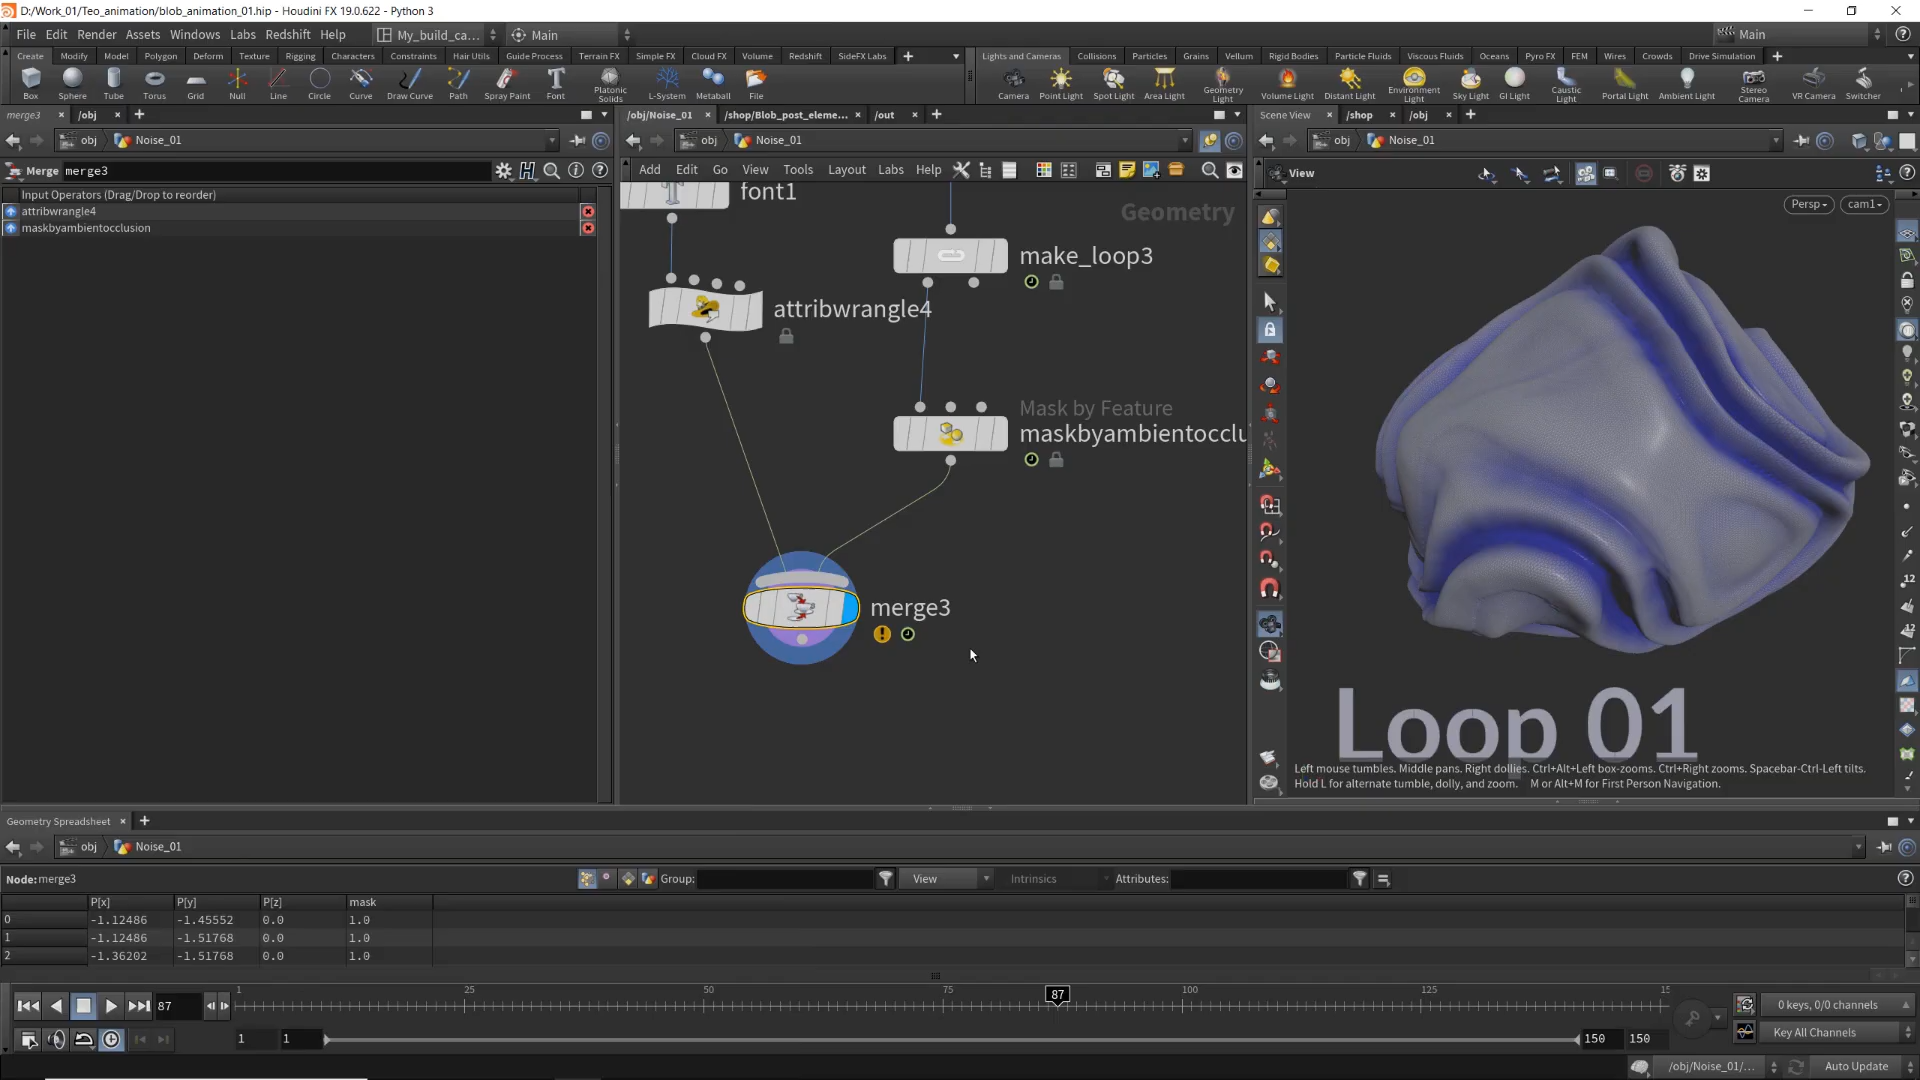 D:/Work_01/Teo_animation/blob_animation_01.hip - Houdini FX 19.0.622 - Python 3
File Edit Render Assets Windows Labs Redshift Help My_build_ca... Main Main
Create Modify Model Polygon Deform Texture Rigging Characters Constraints Hair Utils Guide Process Terrain FX Simple FX Cloud FX Volume Redshift SideFX Labs
Lights and Cameras Collisions Particles Grains Vellum Rigid Bodies Particle Fluids Viscous Fluids Oceans Pyro FX FEM Wires Crowds Drive Simulation
Box Sphere Tube Torus Grid Null Line Circle Curve Draw Curve Path Spray Paint Font Platonic Solids L-System Metaball File
Camera Point Light Spot Light Area Light Geometry Light Volume Light Distant Light Environment Light Sky Light GI Light Caustic Light Portal Light Ambient Light Stereo Camera VR Camera Switcher
merge3 /obj
obj Noise_01
Merge merge3
Input Operators (Drag/Drop to reorder)
attribwrangle4
maskbyambientocclusion
/obj/Noise_01 /shop/Blob_post_eleme... /out
obj Noise_01
Add Edit Go View Tools Layout Labs Help
Geometry
font1
make_loop3
attribwrangle4
Mask by Feature
maskbyambientocclu
merge3
Scene View /shop /obj
obj Noise_01
View
Persp cam1
12
12
Loop 01
Left mouse tumbles. Middle pans. Right dollies. Ctrl+Alt+Left box-zooms. Ctrl+Right zooms. Spacebar-Ctrl-Left tilts.
Hold L for alternate tumble, dolly, and zoom. M or Alt+M for First Person Navigation.
Geometry Spreadsheet
obj Noise_01
Node: merge3 Group: View Intrinsics Attributes:
P[x] P[y] P[z] mask
0 -1.12486 -1.45552 0.0 1.0
1 -1.12486 -1.51768 0.0 1.0
2 -1.36202 -1.51768 0.0 1.0
87 1 25 50 75 87 100 125 15
0 keys, 0/0 channels
1 1 150 150 Key All Channels
/obj/Noise_01/... Auto Update